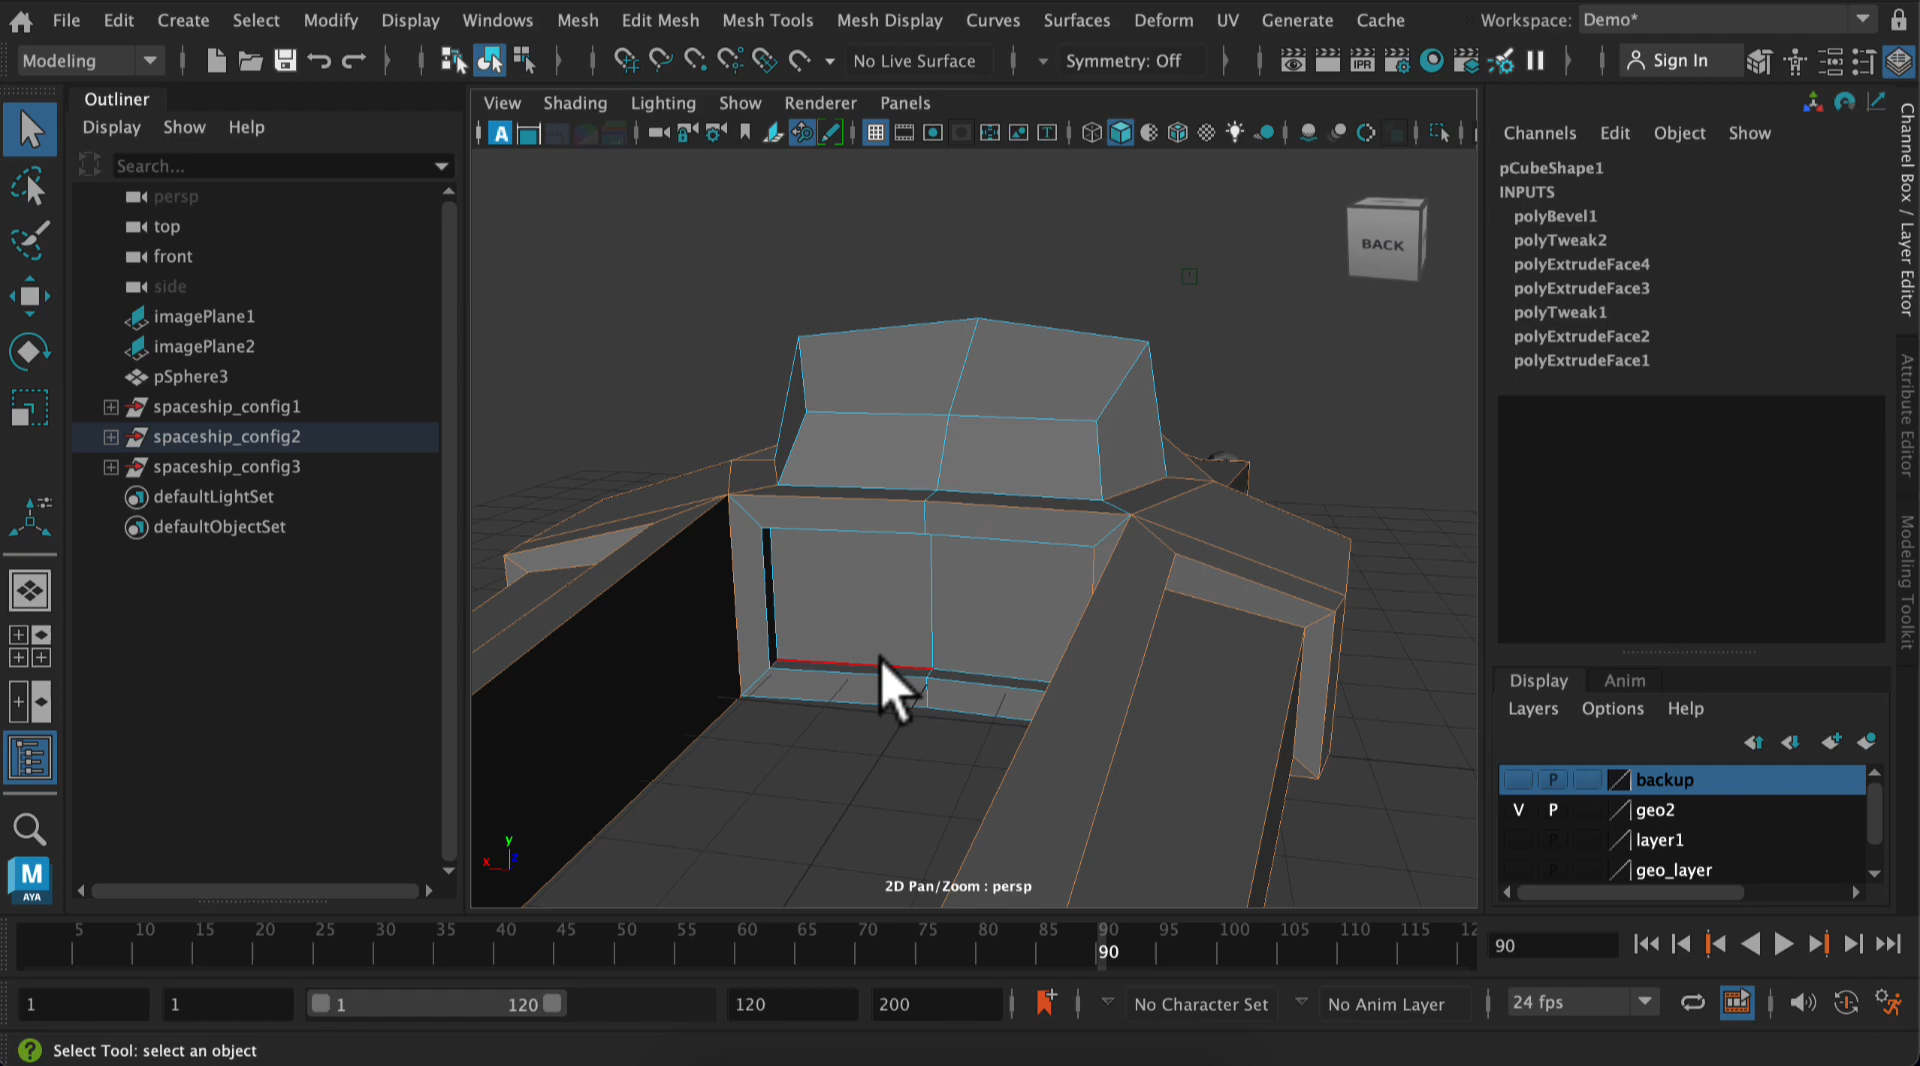 File Edit Create Select Modify Display Windows Mesh Edit Mesh Mesh Tools Mesh Display Curves Surfaces Deform UV Generate Cache
Workspace: Demo*
Modeling
No Live Surface
Symmetry: Off
IPR
Sign In
Outliner
Display Show Help
Search...
persp
top
front
side
imagePlane1
imagePlane2
pSphere3
spaceship_config1
spaceship_config2
spaceship_config3
defaultLightSet
defaultObjectSet
M
AYA
View Shading Lighting Show Renderer Panels
A
T
BACK
y
x
z
2D Pan/Zoom : persp
Channels Edit Object Show
pCubeShape1
INPUTS
polyBevel1
polyTweak2
polyExtrudeFace4
polyExtrudeFace3
polyTweak1
polyExtrudeFace2
polyExtrudeFace1
Channel Box / Layer Editor
Attribute Editor
Modeling Toolkit
Display Anim
Layers Options Help
P backup
V P geo2
P layer1
P geo_layer
5 10 15 20 25 30 35 40 45 50 55 60 65 70 75 80 85 90 95 100 105 110 115 12
90
90
1 1 1 120 120 200
No Character Set
No Anim Layer
24 fps
? Select Tool: select an object